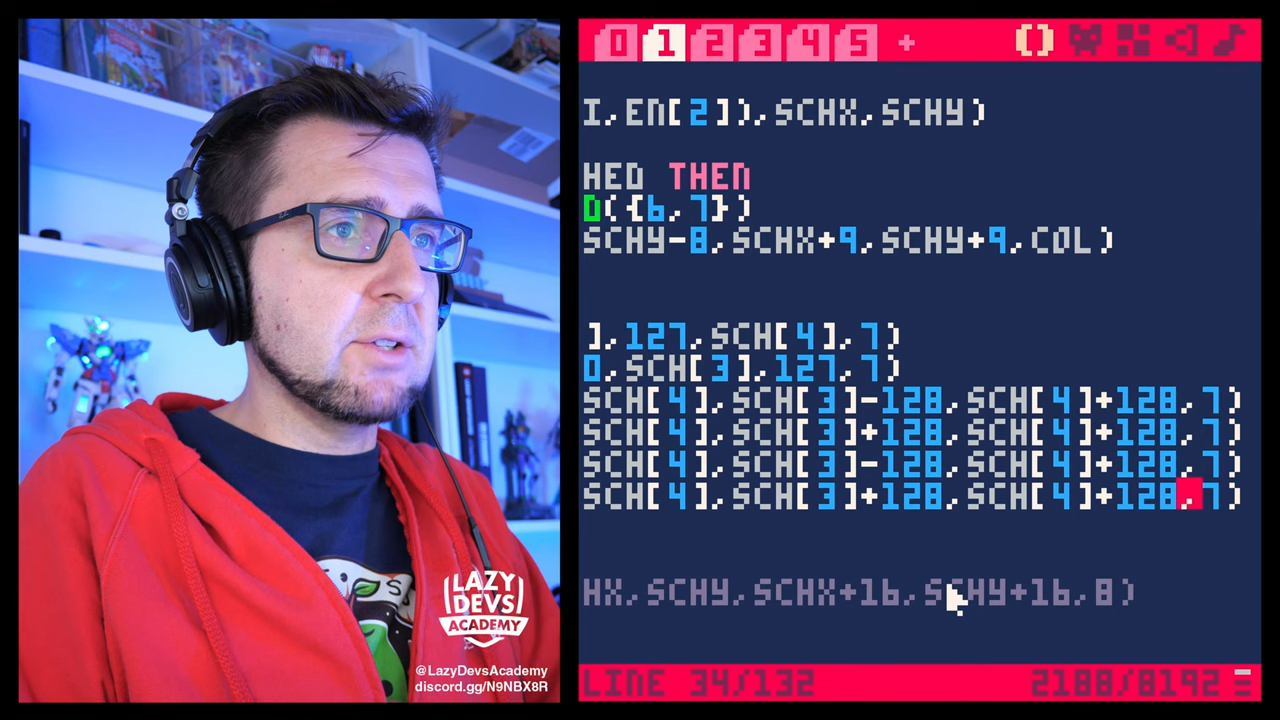 0 1 2 3 4 5 +
I,EN[2]),SCHX,SCHY)
HED THEN
D({6,7})
SCHY-8,SCHX+9,SCHY+9,COL)
],127,SCH[4],7)
0,SCH[3],127,7)
SCH[4],SCH[3]-128,SCH[4]+128,7)
SCH[4],SCH[3]+128,SCH[4]+128,7)
SCH[4],SCH[3]-128,SCH[4]+128,7)
SCH[4],SCH[3]+128,SCH[4]+128,7)
HX,SCHY,SCHX+16,SCHY+16,8)
LINE 34/132
2188/8192
LAZY
DEVS
ACADEMY
@LazyDevsAcademy
discord.gg/N9NBX8R